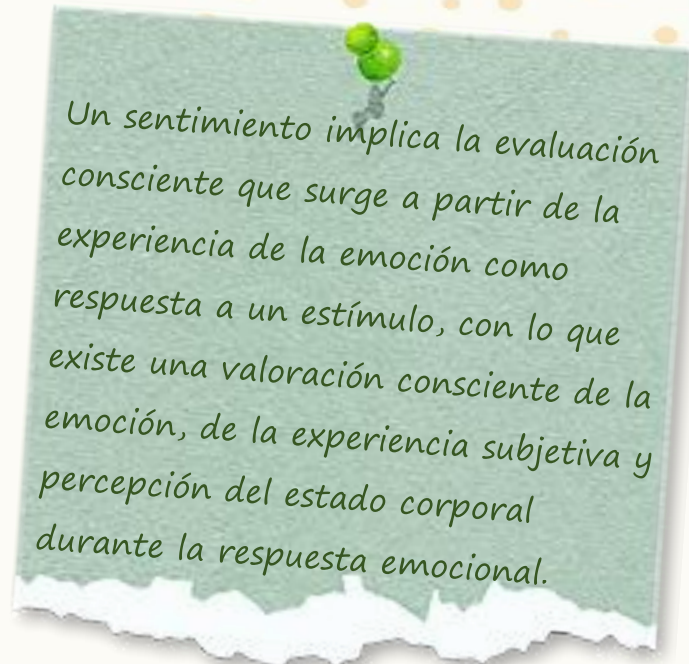 Un sentimiento implica la evaluación
consciente que surge a partir de la
experiencia de la emoción como
respuesta a un estímulo, con lo que
existe una valoración consciente de la
emoción, de la experiencia subjetiva y
percepción del estado corporal
durante la respuesta emocional.